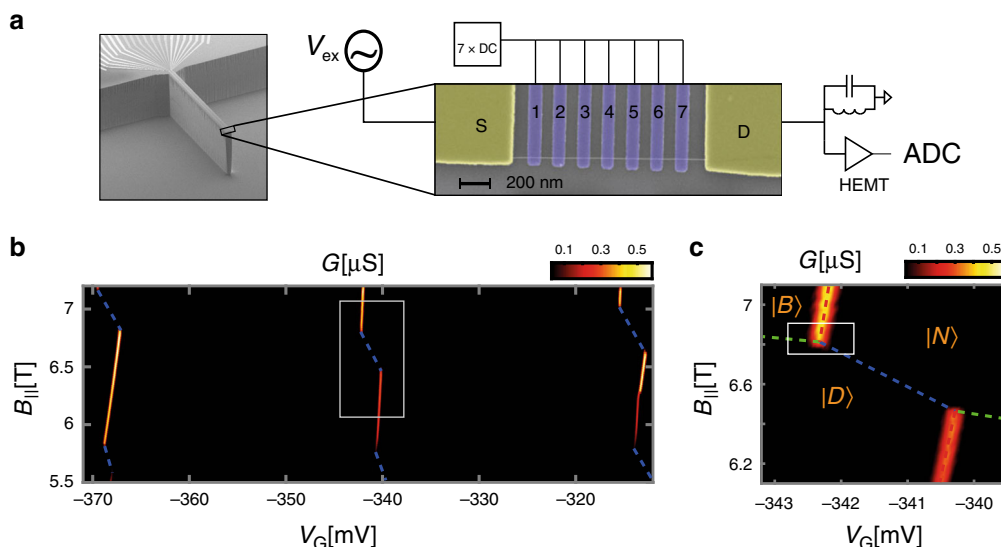 a
V_ex
7 × DC
1 2 3 4 5 6 7
S
D
200 nm
HEMT
ADC
b
G[μS]
0.1 0.3 0.5
7
6.5
6
5.5
B_||[T]
−370 −360 −350 −340 −330 −320
V_G[mV]
c
G[μS]
0.1 0.3 0.5
|B⟩
|N⟩
|D⟩
7
6.6
6.2
B_||[T]
−343 −342 −341 −340
V_G[mV]